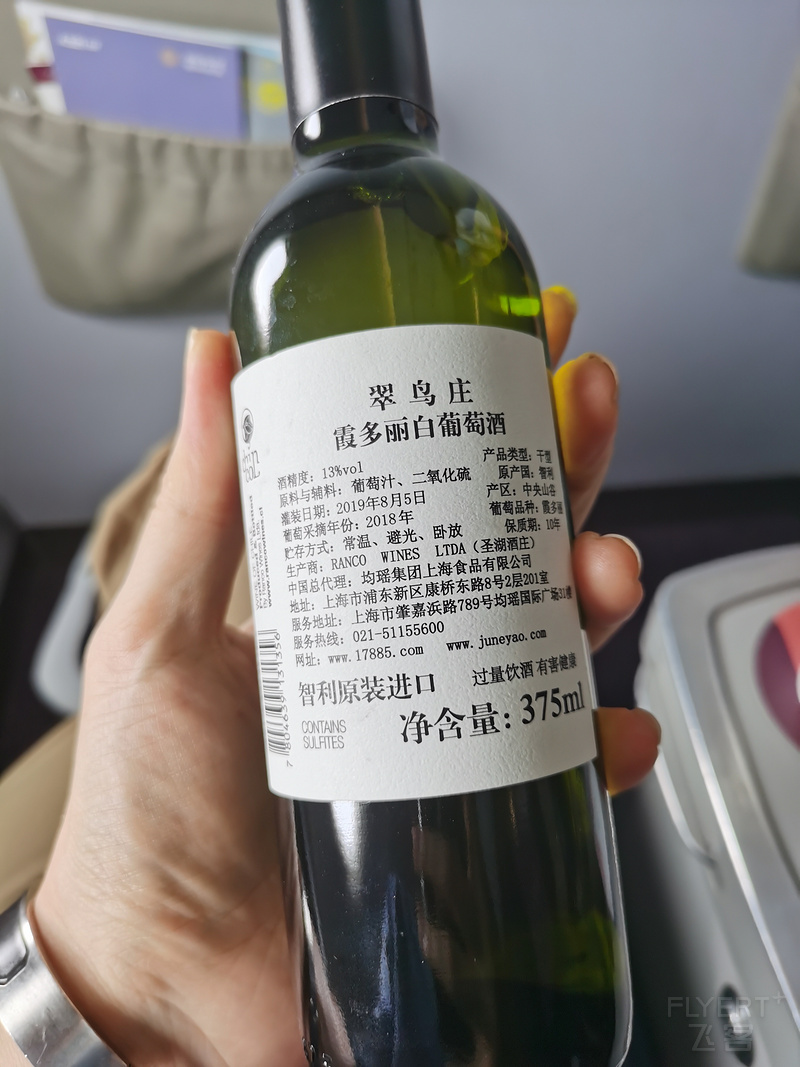 翠鸟庄
霞多丽白葡萄酒
酒精度：13%vol
产品类型：干型
原料与辅料：葡萄汁、二氧化硫
原产国：智利
灌装日期：2019年8月5日
产区：中央山谷
葡萄采摘年份：2018年
葡萄品种：霞多丽
贮存方式：常温、避光、卧放
保质期：10年
生产商：RANCO WINES LTDA（圣湖酒庄）
中国总代理：均瑶集团上海食品有限公司
地址：上海市浦东新区康桥东路8号2层201室
服务地址：上海市肇嘉浜路789号均瑶国际广场31楼
服务热线：021-51155600
网址：www.17885.com www.juneyao.com
智利原装进口
过量饮酒 有害健康
CONTAINS
SULFITES
净含量：375ml
7 804639 131356
FLYERT+
飞客